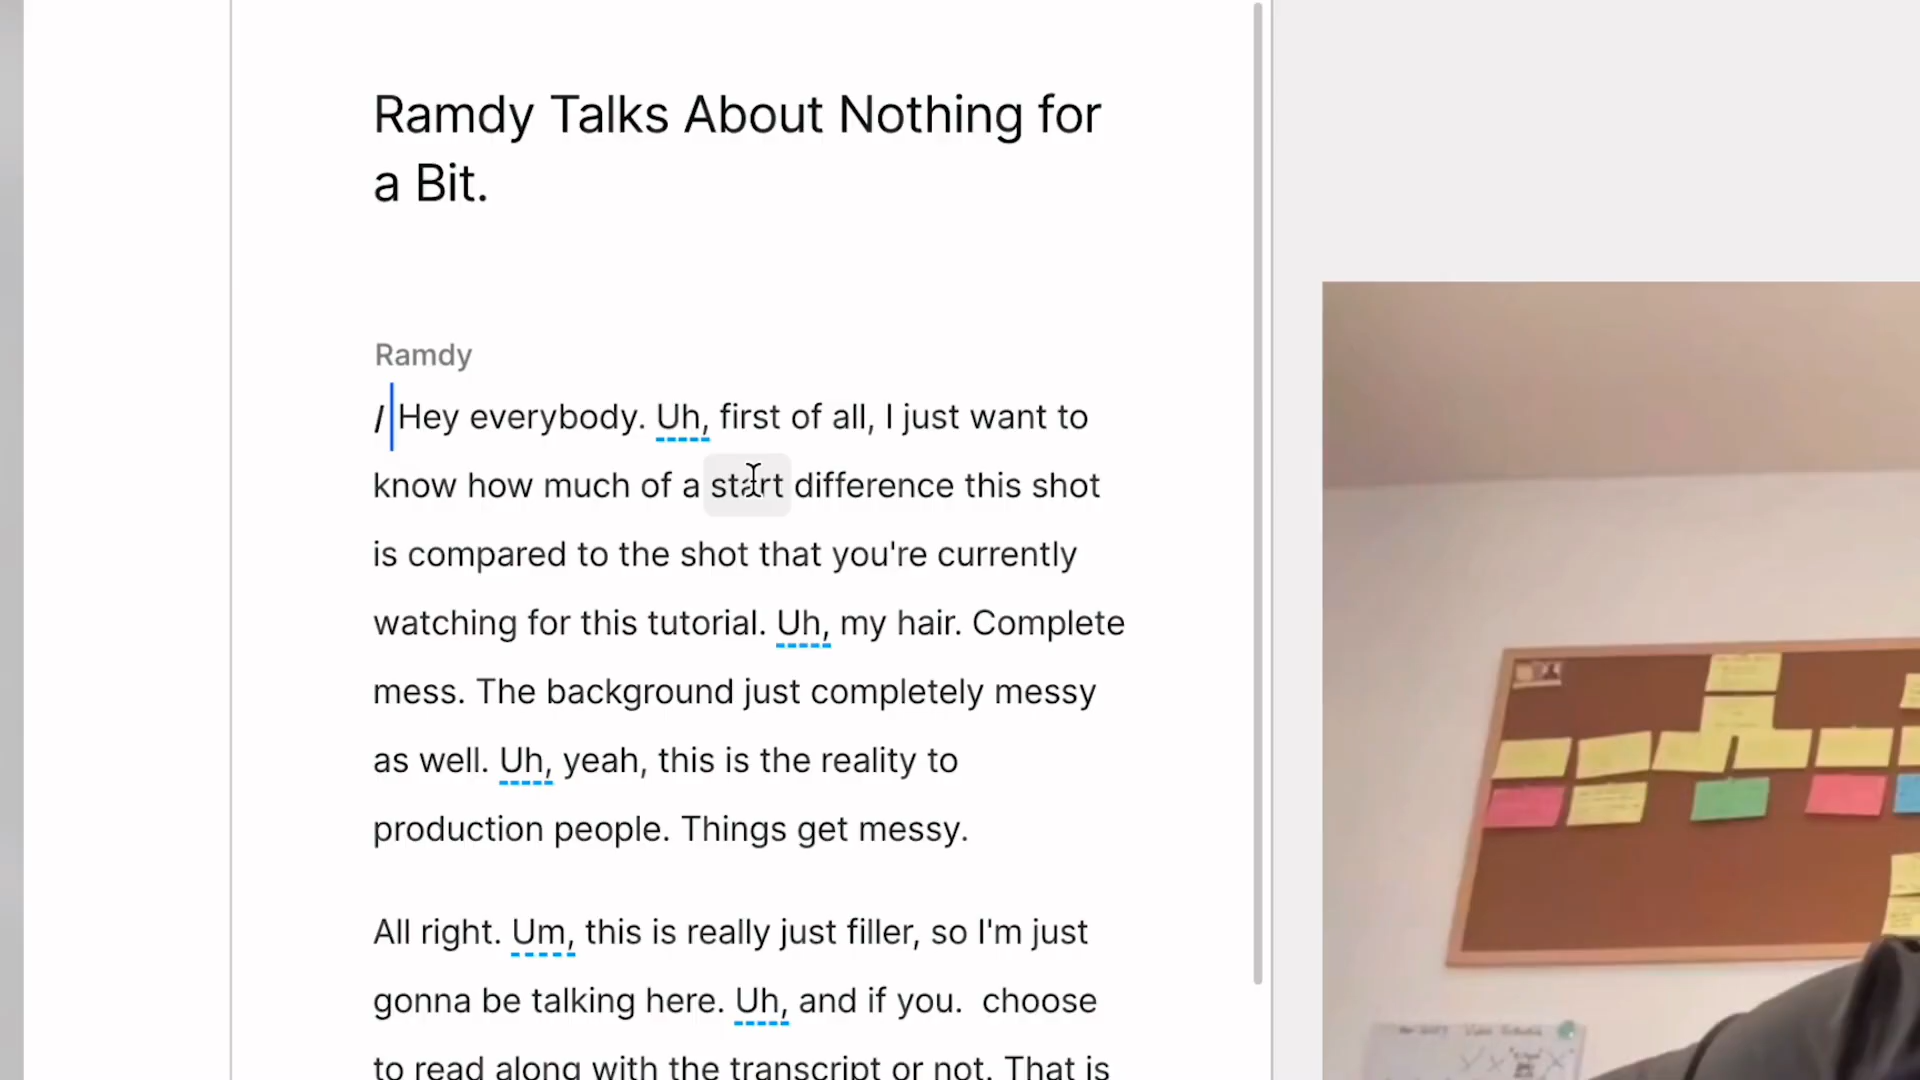 Ramdy Talks About Nothing for
a Bit.
Ramdy
/ Hey everybody. Uh, first of all, I just want to
know how much of a start difference this shot
is compared to the shot that you're currently
watching for this tutorial. Uh, my hair. Complete
mess. The background just completely messy
as well. Uh, yeah, this is the reality to
production people. Things get messy.
All right. Um, this is really just filler, so I'm just
gonna be talking here. Uh, and if you.  choose
to read along with the transcript or not. That is